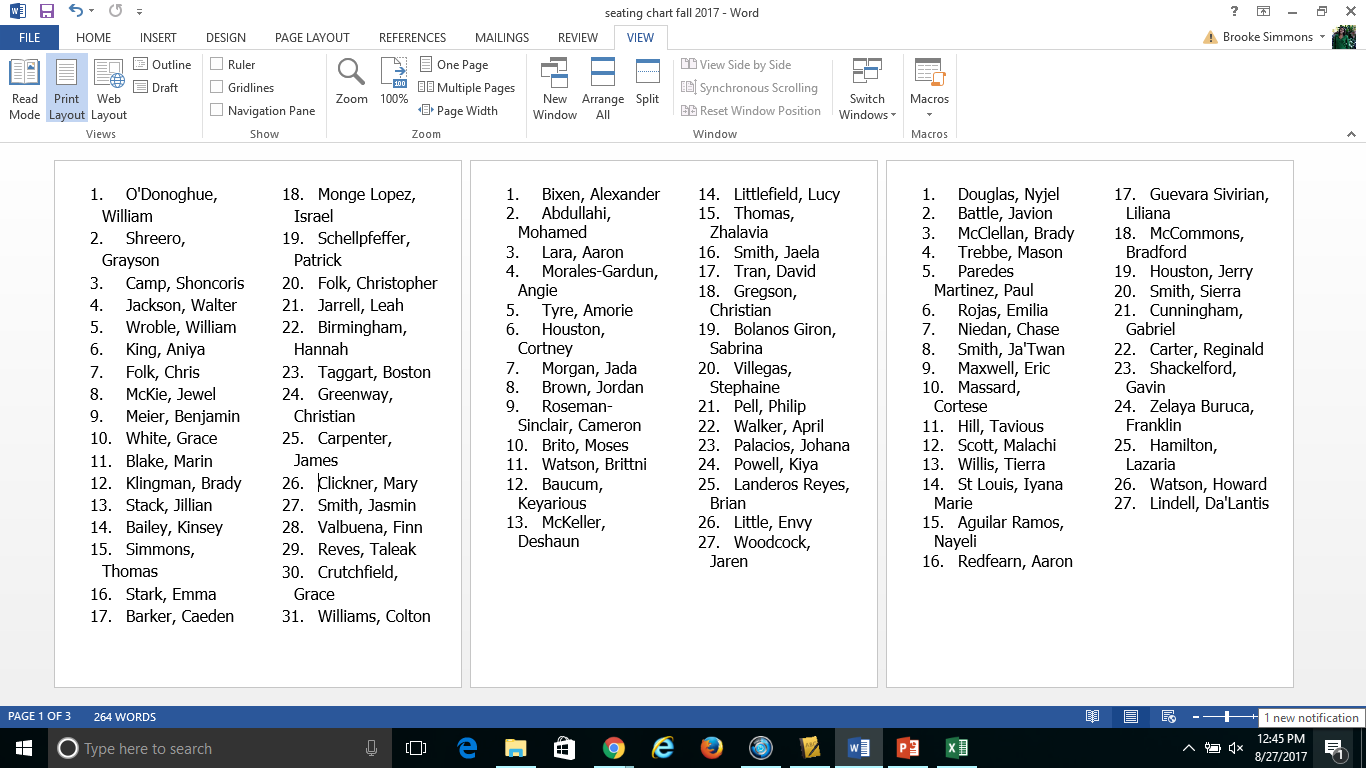 seating chart fall 2017 - Word
?
FILE HOME INSERT DESIGN PAGE LAYOUT REFERENCES MAILINGS REVIEW VIEW
Brooke Simmons
Read Mode
Print Layout
Web Layout
Outline
Draft
Views
Ruler
Gridlines
Navigation Pane
Show
Zoom
100
100%
One Page
Multiple Pages
Page Width
Zoom
New Window
Arrange All
Split
View Side by Side
Synchronous Scrolling
Reset Window Position
Window
Switch Windows
Macros
Macros
1. O'Donoghue,
William
2. Shreero,
Grayson
3. Camp, Shoncoris
4. Jackson, Walter
5. Wroble, William
6. King, Aniya
7. Folk, Chris
8. McKie, Jewel
9. Meier, Benjamin
10. White, Grace
11. Blake, Marin
12. Klingman, Brady
13. Stack, Jillian
14. Bailey, Kinsey
15. Simmons,
Thomas
16. Stark, Emma
17. Barker, Caeden
18. Monge Lopez,
Israel
19. Schellpfeffer,
Patrick
20. Folk, Christopher
21. Jarrell, Leah
22. Birmingham,
Hannah
23. Taggart, Boston
24. Greenway,
Christian
25. Carpenter,
James
26. Clickner, Mary
27. Smith, Jasmin
28. Valbuena, Finn
29. Reves, Taleak
30. Crutchfield,
Grace
31. Williams, Colton
1. Bixen, Alexander
2. Abdullahi,
Mohamed
3. Lara, Aaron
4. Morales-Gardun,
Angie
5. Tyre, Amorie
6. Houston,
Cortney
7. Morgan, Jada
8. Brown, Jordan
9. Roseman-
Sinclair, Cameron
10. Brito, Moses
11. Watson, Brittni
12. Baucum,
Keyarious
13. McKeller,
Deshaun
14. Littlefield, Lucy
15. Thomas,
Zhalavia
16. Smith, Jaela
17. Tran, David
18. Gregson,
Christian
19. Bolanos Giron,
Sabrina
20. Villegas,
Stephaine
21. Pell, Philip
22. Walker, April
23. Palacios, Johana
24. Powell, Kiya
25. Landeros Reyes,
Brian
26. Little, Envy
27. Woodcock,
Jaren
1. Douglas, Nyjel
2. Battle, Javion
3. McClellan, Brady
4. Trebbe, Mason
5. Paredes
Martinez, Paul
6. Rojas, Emilia
7. Niedan, Chase
8. Smith, Ja'Twan
9. Maxwell, Eric
10. Massard,
Cortese
11. Hill, Tavious
12. Scott, Malachi
13. Willis, Tierra
14. St Louis, Iyana
Marie
15. Aguilar Ramos,
Nayeli
16. Redfearn, Aaron
17. Guevara Sivirian,
Liliana
18. McCommons,
Bradford
19. Houston, Jerry
20. Smith, Sierra
21. Cunningham,
Gabriel
22. Carter, Reginald
23. Shackelford,
Gavin
24. Zelaya Buruca,
Franklin
25. Hamilton,
Lazaria
26. Watson, Howard
27. Lindell, Da'Lantis
PAGE 1 OF 3 264 WORDS
1 new notification
Type here to search
12:45 PM
8/27/2017
1